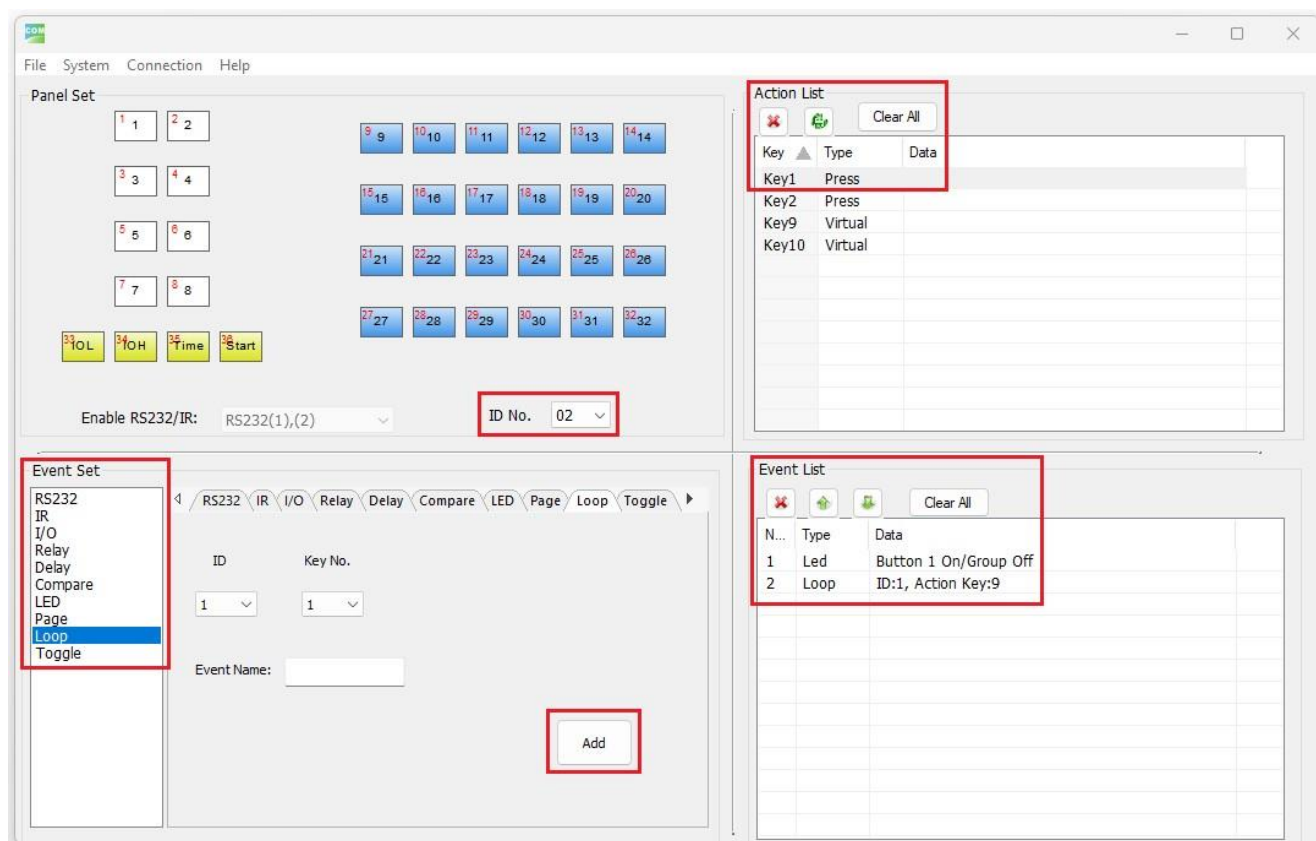 COM
File System Connection Help
Panel Set
1 1 2 2
3 3 4 4
5 5 6 6
7 7 8 8
33 IOL 34 IOH 35 Time 36 Start
9 9 10 10 11 11 12 12 13 13 14 14
15 15 16 16 17 17 18 18 19 19 20 20
21 21 22 22 23 23 24 24 25 25 26 26
27 27 28 28 29 29 30 30 31 31 32 32
Enable RS232/IR: RS232(1),(2)
ID No. 02
Action List
Clear All
Key Type Data
Key1 Press
Key2 Press
Key9 Virtual
Key10 Virtual
Event Set
RS232
IR
I/O
Relay
Delay
Compare
LED
Page
Loop
Toggle
RS232 IR I/O Relay Delay Compare LED Page Loop Toggle
ID Key No.
1 1
Event Name:
Add
Event List
Clear All
N... Type Data
1 Led Button 1 On/Group Off
2 Loop ID:1, Action Key:9